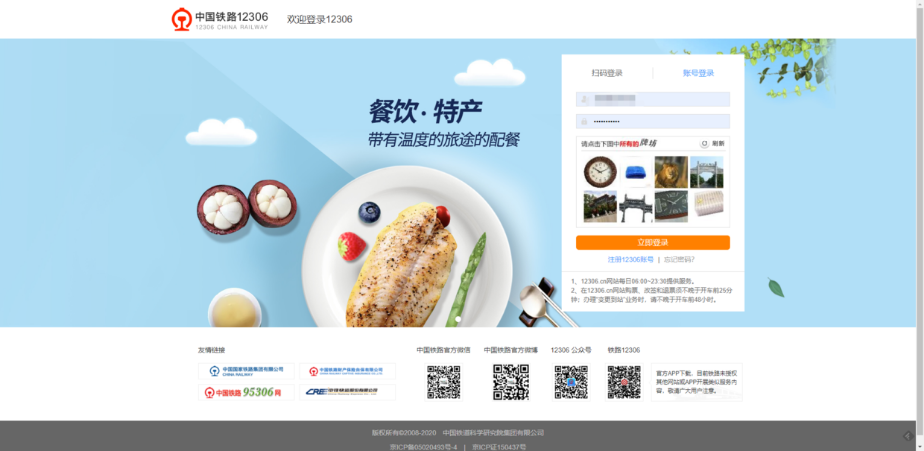 中国铁路12306
12306 CHINA RAILWAY
欢迎登录12306
餐饮·特产
带有温度的旅途的配餐
扫码登录
账号登录
请点击下图中所有的 牌坊
刷新
立即登录
注册12306账号 | 忘记密码?
1、12306.cn网站每日06:00~23:30提供服务。
2、在12306.cn网站购票、改签和退票须不晚于开车前25分
钟;办理“变更到站”业务时,请不晚于开车前48小时。
友情链接
中国铁路官方微信
中国铁路官方微博
12306 公众号
铁路12306
中国国家铁路集团有限公司
CHINA RAILWAY
中国铁路财产保险自保有限公司
中国铁路95306网
官方APP下载,目前铁路未授权
其他网站或APP开展类似服务内
容,敬请广大用户注意。
版权所有©2008-2020 中国铁道科学研究院集团有限公司
京ICP备05020493号-4 | 京ICP证150437号